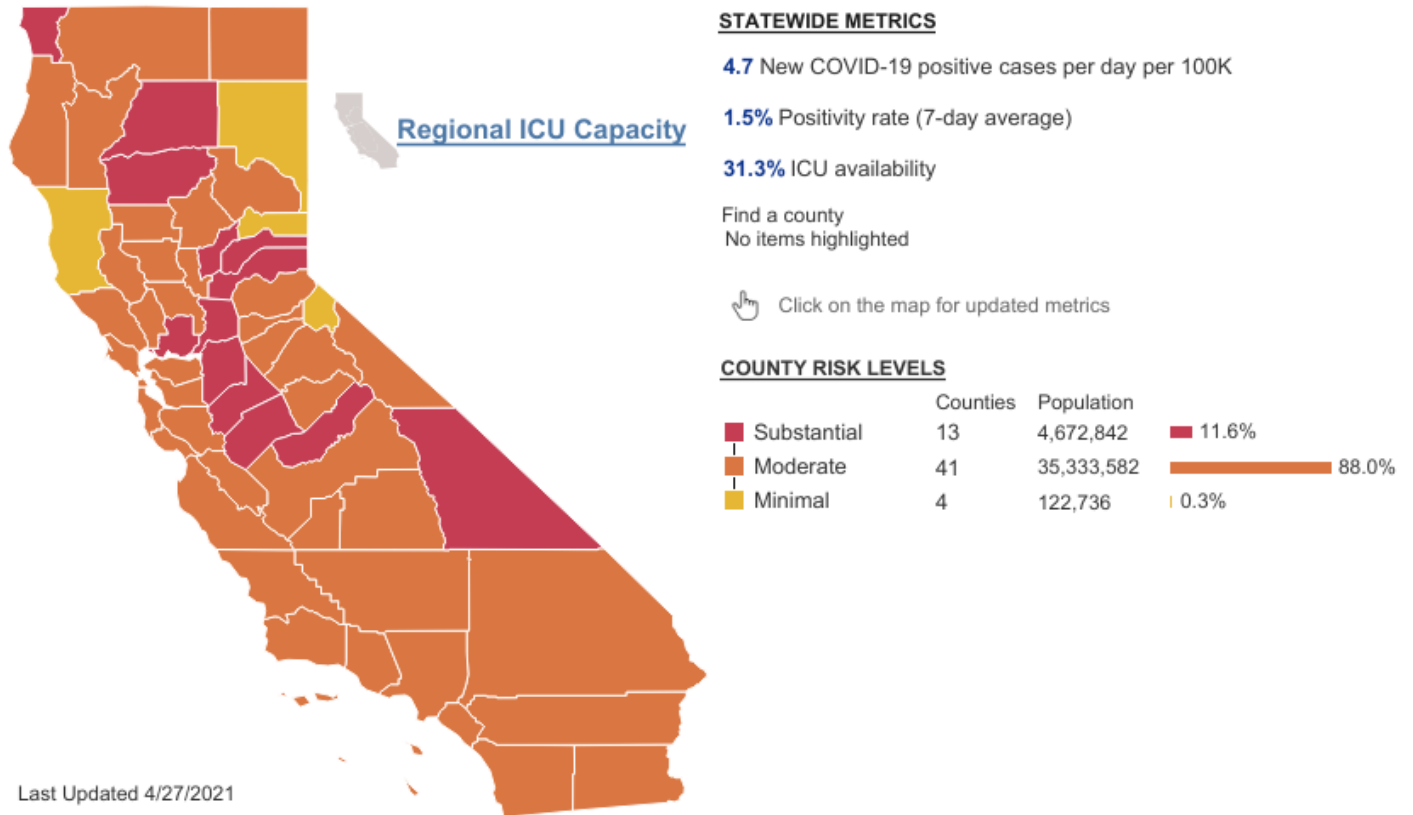 STATEWIDE METRICS
4.7 New COVID-19 positive cases per day per 100K
1.5% Positivity rate (7-day average)
31.3% ICU availability
Regional ICU Capacity
Find a county
No items highlighted
Click on the map for updated metrics
COUNTY RISK LEVELS
Counties Population
Substantial 13 4,672,842 11.6%
Moderate 41 35,333,582 88.0%
Minimal 4 122,736 0.3%
Last Updated 4/27/2021